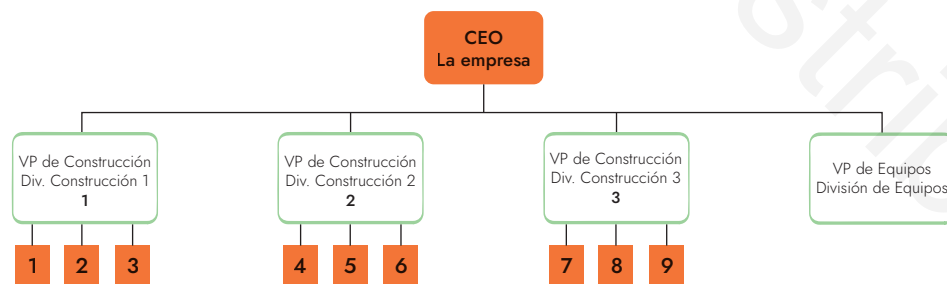 CEO
La empresa
VP de Construcción
Div. Construcción 1
1
VP de Construcción
Div. Construcción 2
2
VP de Construcción
Div. Construcción 3
3
VP de Equipos
División de Equipos
1
2
3
4
5
6
7
8
9